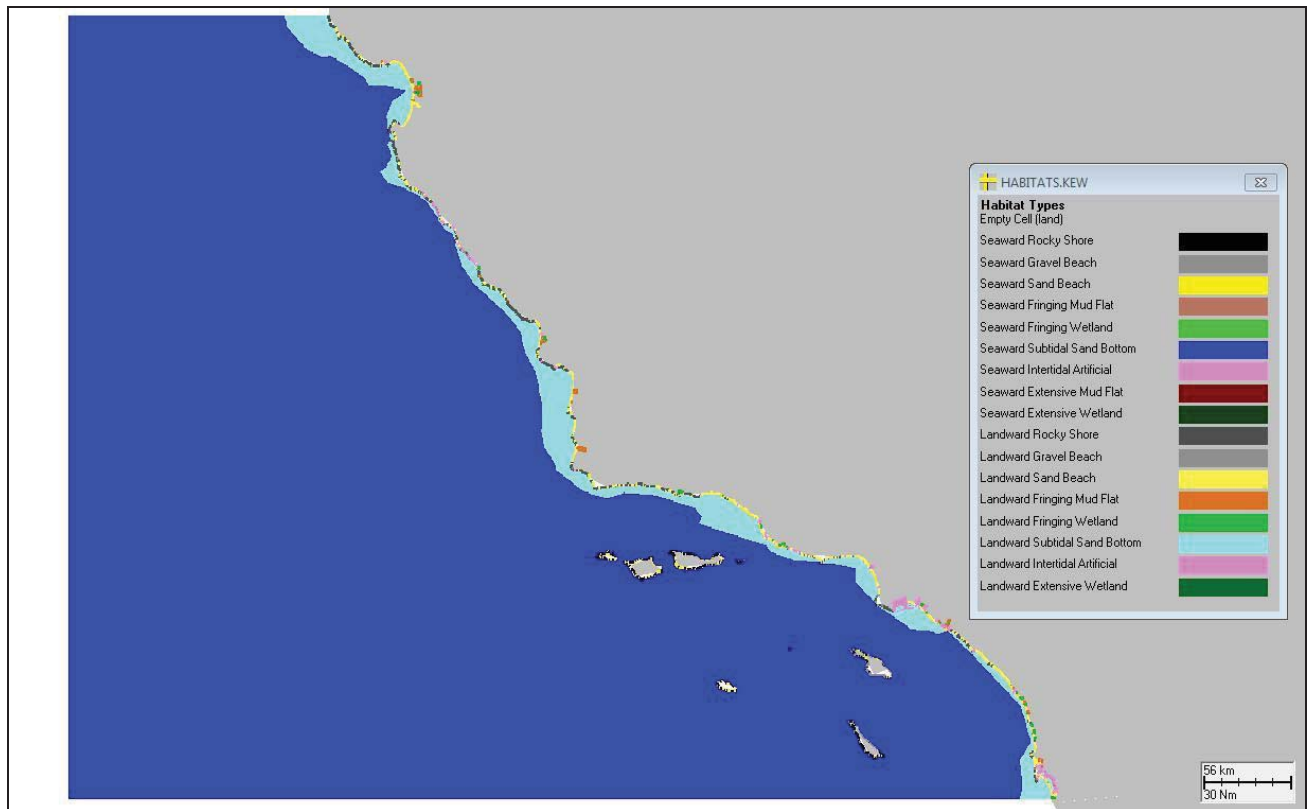 HABITATS.KEW
Habitat Types
Empty Cell (land)
Seaward Rocky Shore
Seaward Gravel Beach
Seaward Sand Beach
Seaward Fringing Mud Flat
Seaward Fringing Wetland
Seaward Subtidal Sand Bottom
Seaward Intertidal Artificial
Seaward Extensive Mud Flat
Seaward Extensive Wetland
Landward Rocky Shore
Landward Gravel Beach
Landward Sand Beach
Landward Fringing Mud Flat
Landward Fringing Wetland
Landward Subtidal Sand Bottom
Landward Intertidal Artificial
Landward Extensive Wetland
56 km
30 Nm